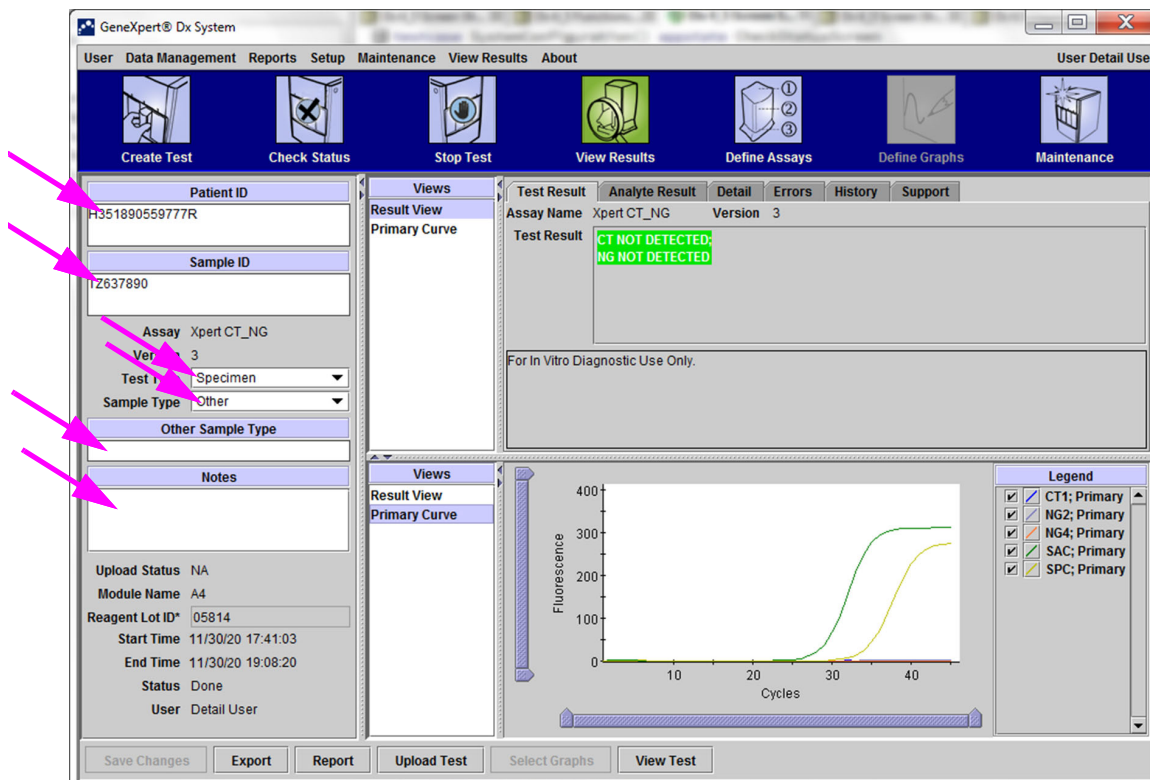 GeneXpert® Dx System
User Data Management Reports Setup Maintenance View Results About User Detail Use
Create Test Check Status Stop Test View Results Define Assays Define Graphs Maintenance
Patient ID
H351890559777R
Sample ID
TZ637890
Assay Xpert CT_NG
3
Test
Specimen
Sample Type Other
Other Sample Type
Notes
Upload Status NA
Module Name A4
Reagent Lot ID* 05814
Start Time 11/30/20 17:41:03
End Time 11/30/20 19:08:20
Status Done
User Detail User
Views
Result View
Primary Curve
Test Result Analyte Result Detail Errors History Support
Assay Name Xpert CT_NG Version 3
Test Result
CT NOT DETECTED;
NG NOT DETECTED
For In Vitro Diagnostic Use Only.
Views
Result View
Primary Curve
Fluorescence
400
300
200
100
0
10 20 30 40
Cycles
Legend
CT1; Primary
NG2; Primary
NG4; Primary
SAC; Primary
SPC; Primary
Save Changes Export Report Upload Test Select Graphs View Test